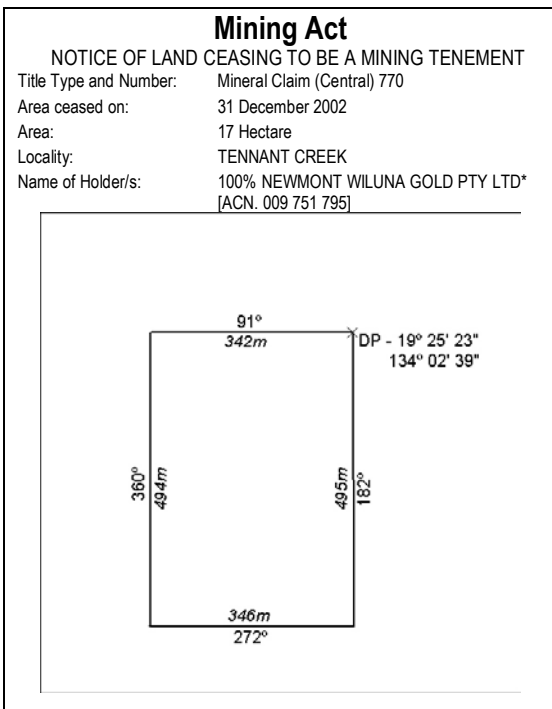 Mining Act
NOTICE OF LAND CEASING TO BE A MINING TENEMENT
Title Type and Number: Mineral Claim (Central) 770
Area ceased on: 31 December 2002
Area: 17 Hectare
Locality: TENNANT CREEK
Name of Holder/s: 100% NEWMONT WILUNA GOLD PTY LTD*
[ACN. 009 751 795]
91°
342m
DP - 19° 25' 23"
134° 02' 39"
360°
494m
495m
182°
346m
272°